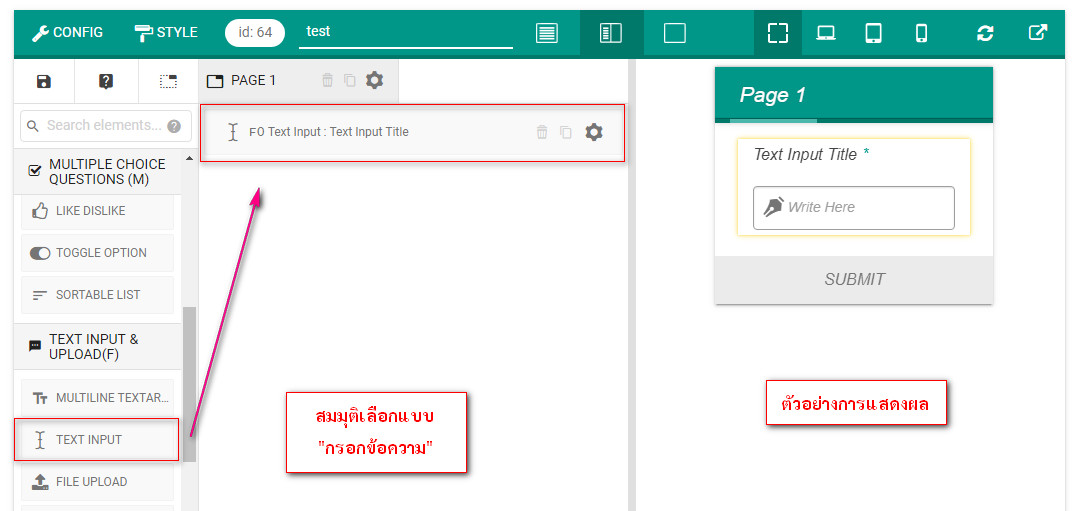 CONFIG
STYLE
id: 64
test
PAGE 1
Search elements...
MULTIPLE CHOICE
QUESTIONS (M)
LIKE DISLIKE
TOGGLE OPTION
SORTABLE LIST
TEXT INPUT &
UPLOAD(F)
MULTILINE TEXTAR...
TEXT INPUT
FILE UPLOAD
F0 Text Input : Text Input Title
สมมุติเลือกแบบ
"กรอกข้อความ"
Page 1
Text Input Title *
Write Here
SUBMIT
ตัวอย่างการแสดงผล